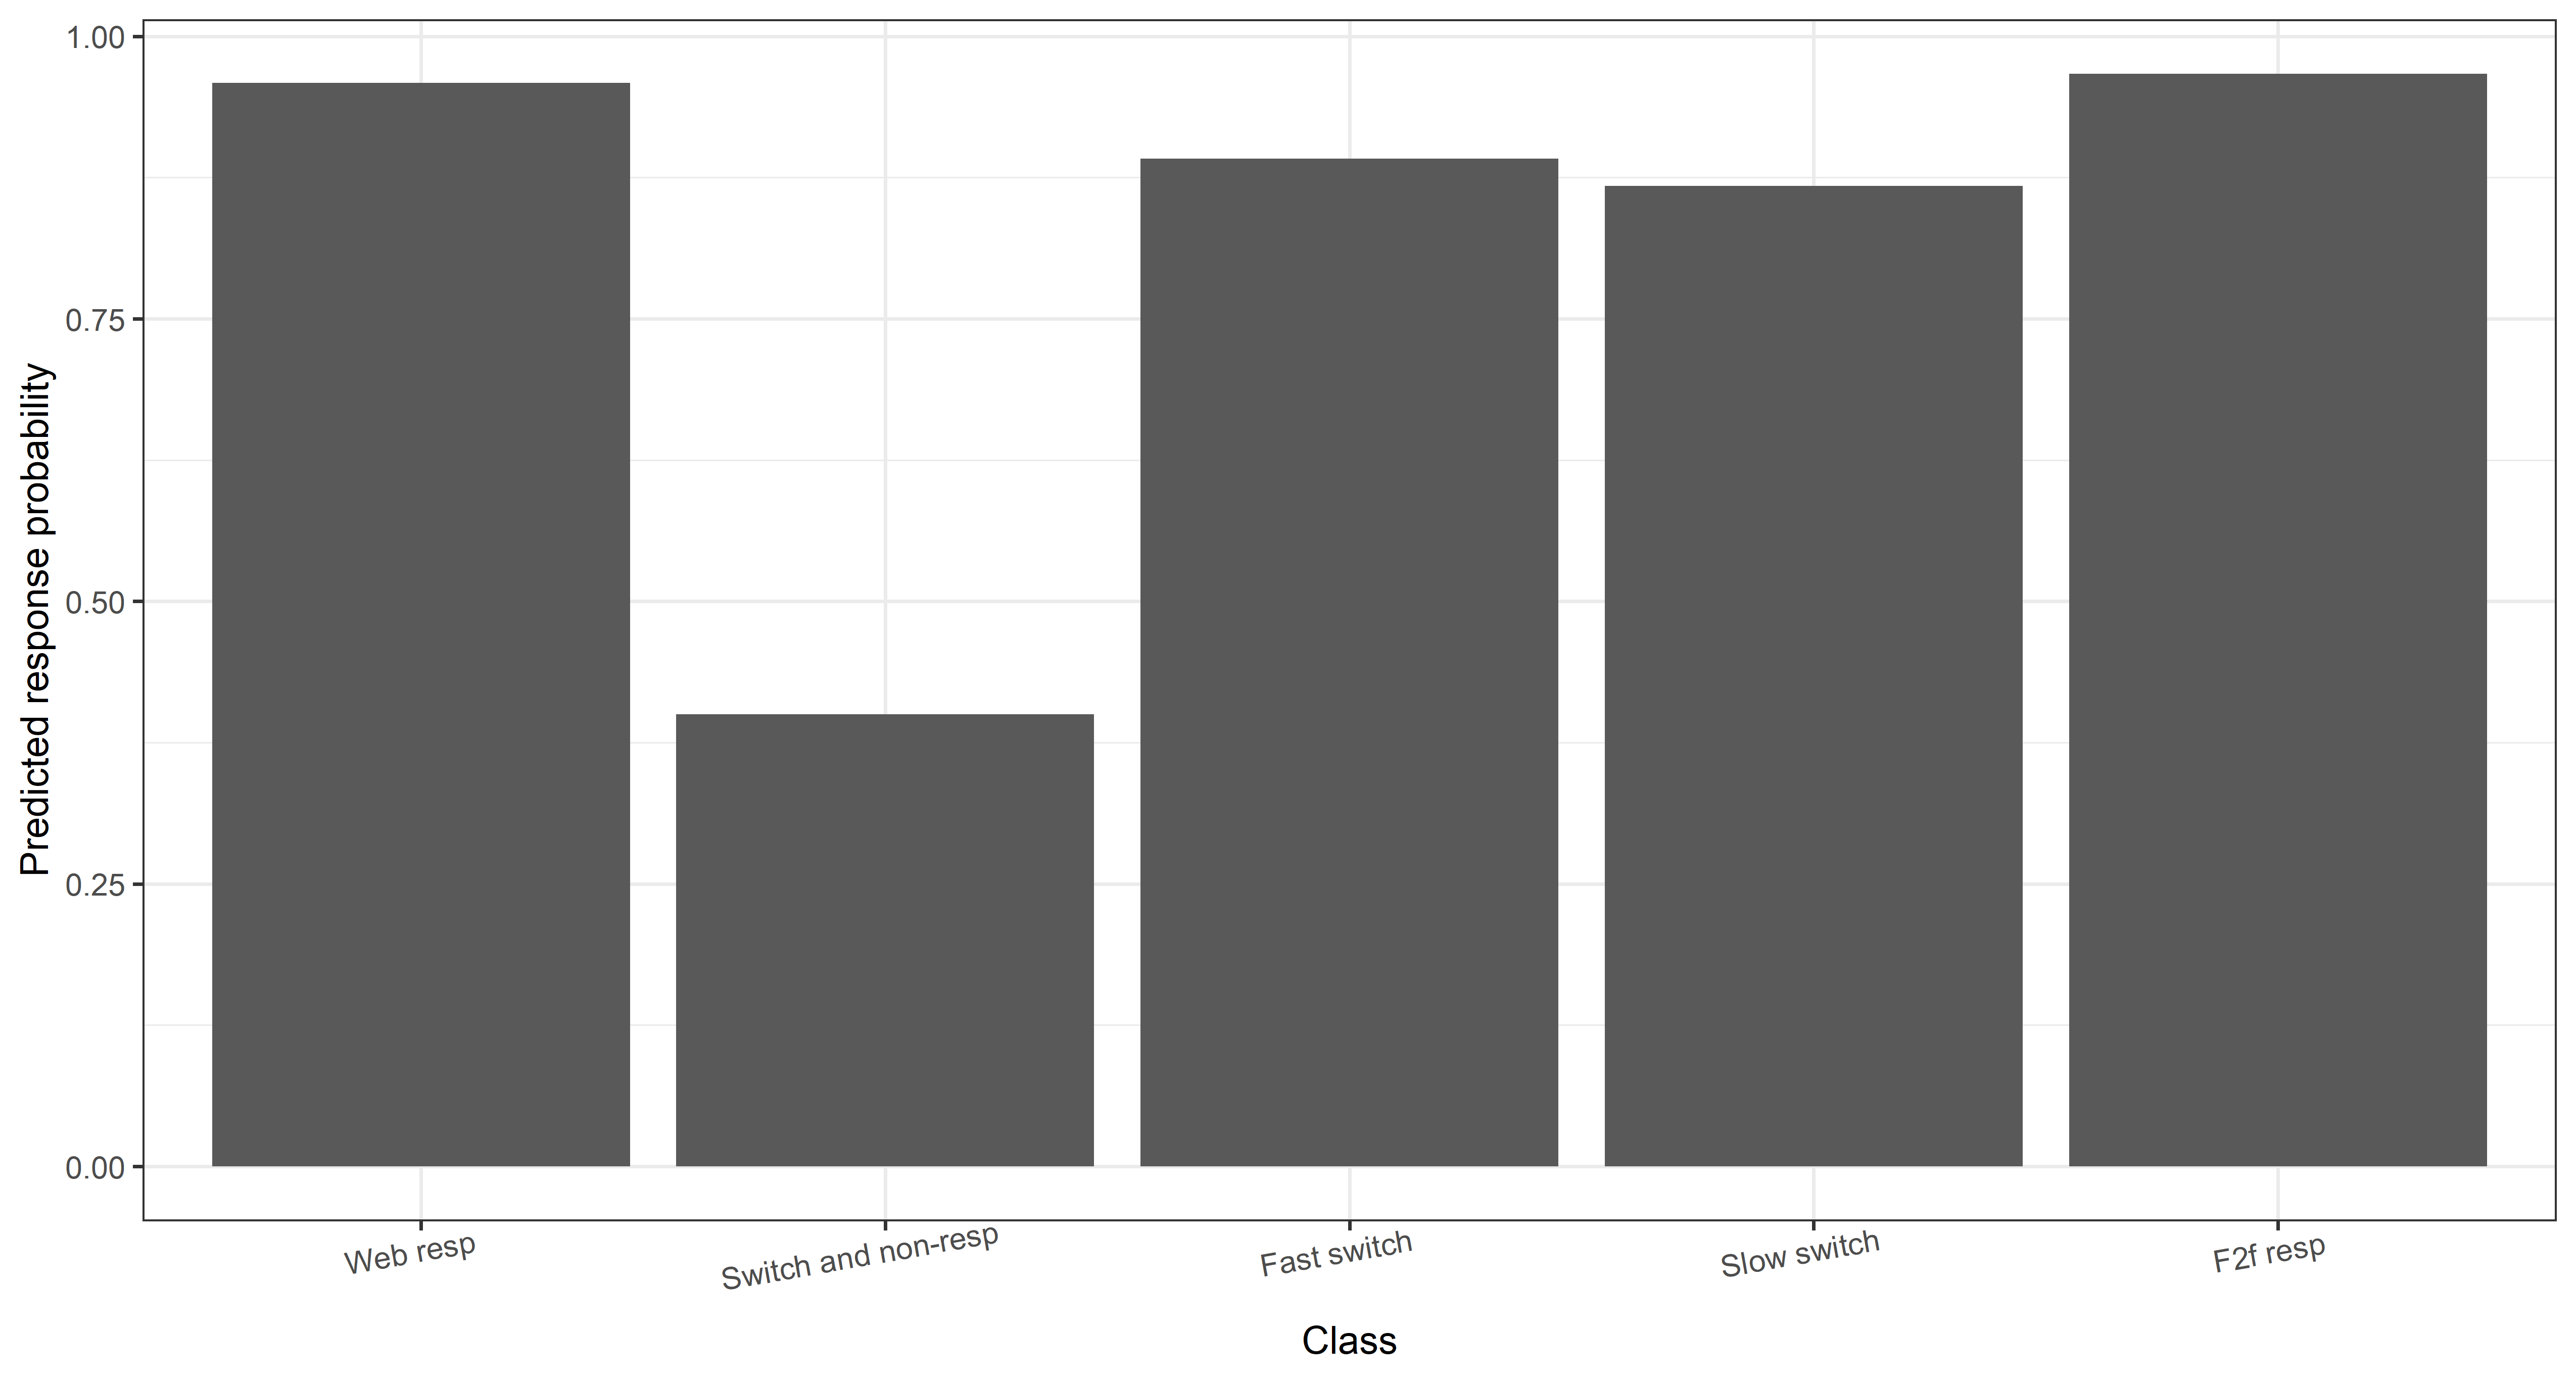 Predicted response probability
1.00
0.75
0.50
0.25
0.00
Web resp
Switch and non-resp
Fast switch
Slow switch
F2f resp
Class